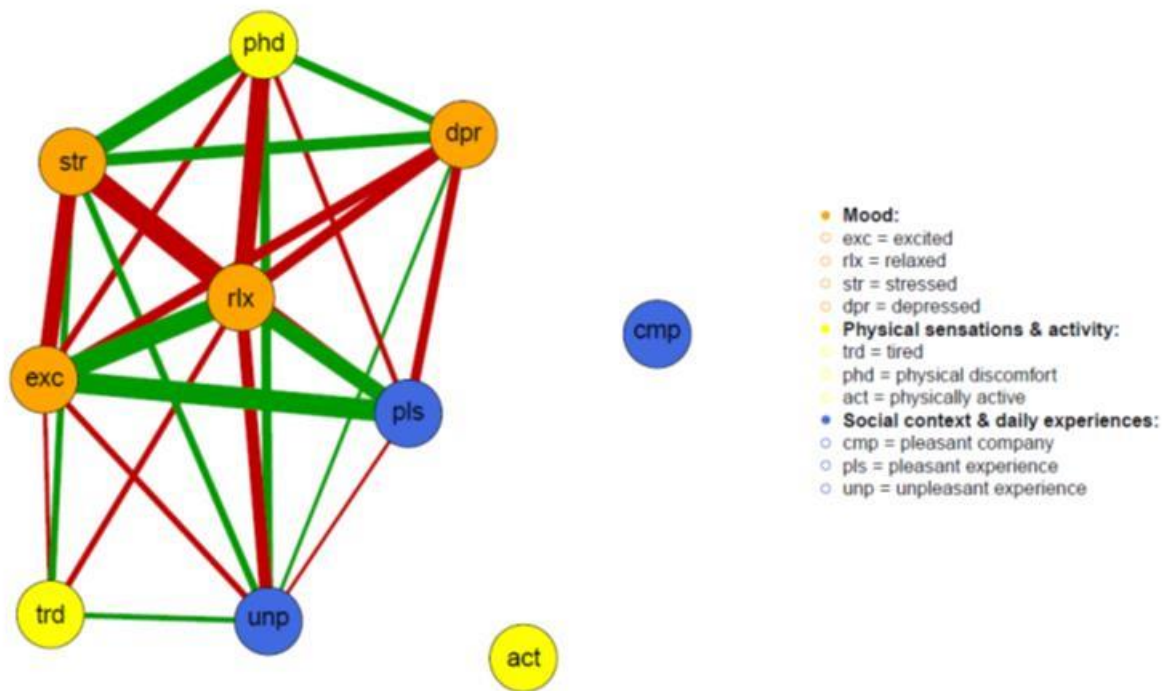 phd
dpr
str
rlx
cmp
exc
pls
trd
unp
act
Mood:
exc = excited
rlx = relaxed
str = stressed
dpr = depressed
Physical sensations & activity:
trd = tired
phd = physical discomfort
act = physically active
Social context & daily experiences:
cmp = pleasant company
pls = pleasant experience
unp = unpleasant experience